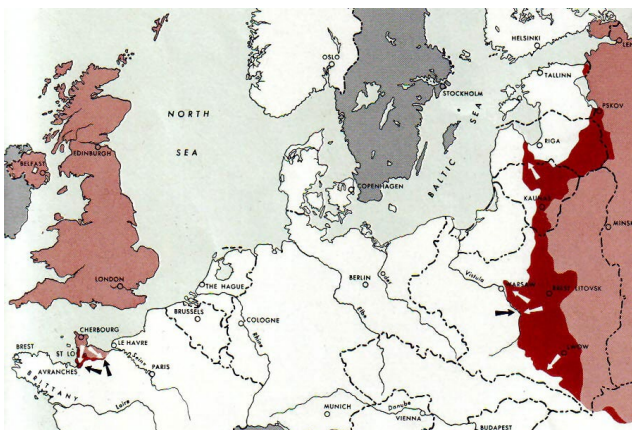 HELSINKI
LEN
OSLO
TALLINN
STOCKHOLM
PSKOV
NORTH
SEA
BALTIC SEA
RIGA
EDINBURGH
BELFAST
COPENHAGEN
KAUNAS
MINSK
LONDON
THE HAGUE
BERLIN
Oder
Vistula
WARSAW
BREST LITOVSK
BRUSSELS
COLOGNE
Elbe
Rhine
CHERBOURG
LE HAVRE
BREST
ST LO
Seine
PARIS
LWOW
AVRANCHES
BRITTANY
Loire
MUNICH
Danube
VIENNA
BUDAPEST